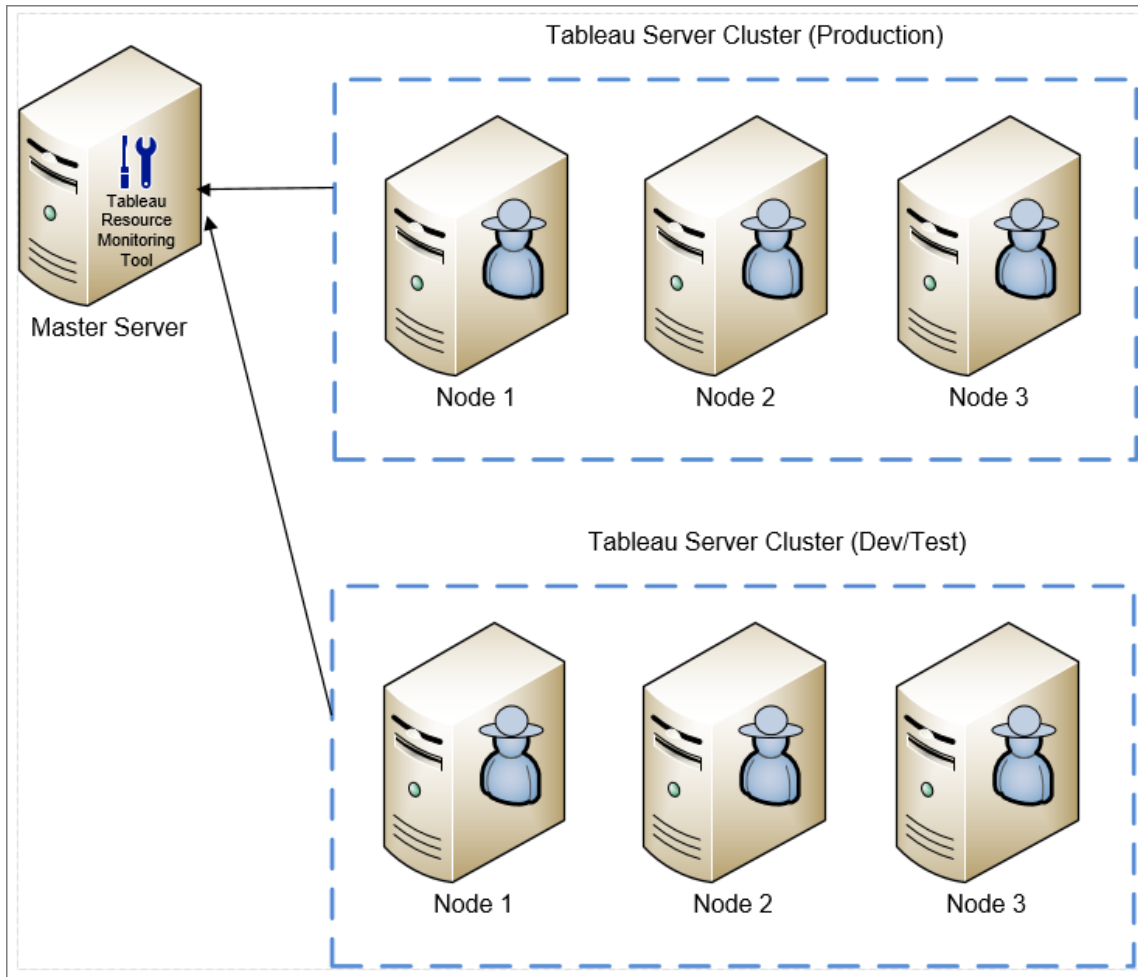 Tableau Server Cluster (Production)
Tableau
Resource
Monitoring
Tool
Master Server
Node 1
Node 2
Node 3
Tableau Server Cluster (Dev/Test)
Node 1
Node 2
Node 3